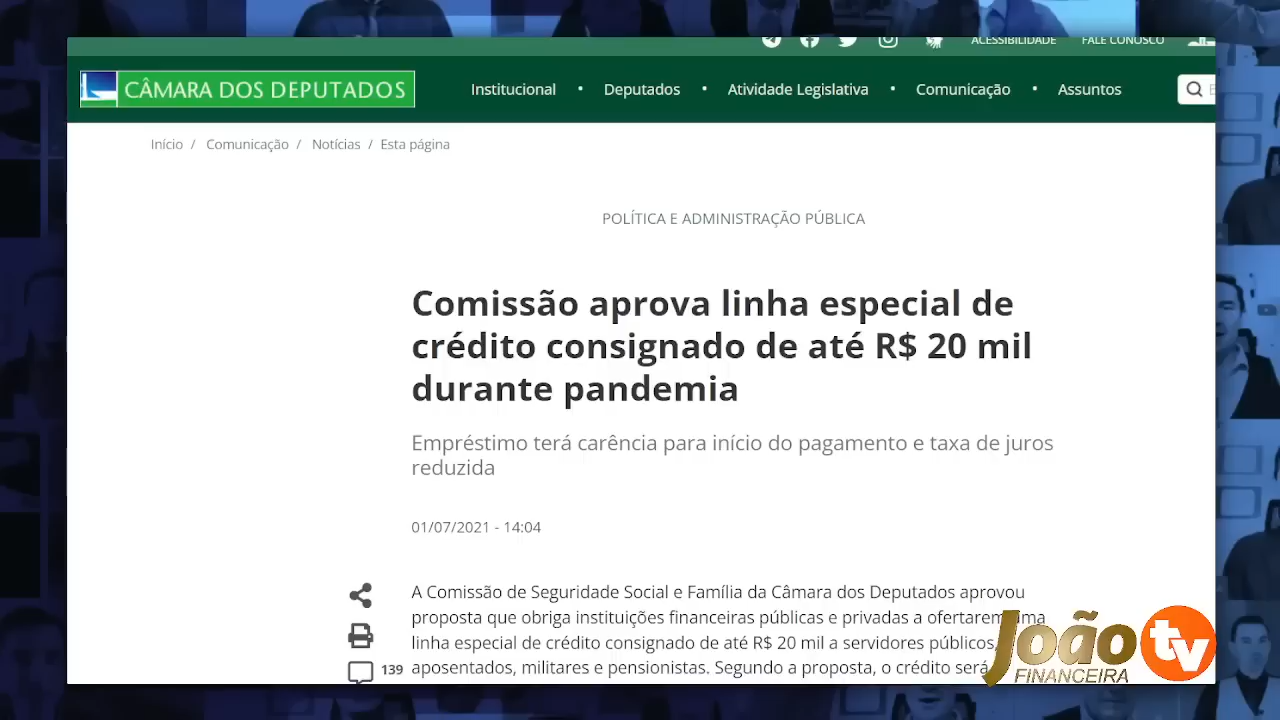 ACESSIBILIDADE FALE CONOSCO
CÂMARA DOS DEPUTADOS
Institucional • Deputados • Atividade Legislativa • Comunicação • Assuntos
Início / Comunicação / Notícias / Esta página
POLÍTICA E ADMINISTRAÇÃO PÚBLICA
Comissão aprova linha especial de
crédito consignado de até R$ 20 mil
durante pandemia
Empréstimo terá carência para início do pagamento e taxa de juros
reduzida
01/07/2021 - 14:04
A Comissão de Seguridade Social e Família da Câmara dos Deputados aprovou
proposta que obriga instituições financeiras públicas e privadas a ofertarem uma
linha especial de crédito consignado de até R$ 20 mil a servidores públicos,
139 aposentados, militares e pensionistas. Segundo a proposta, o crédito será
João tv
FINANCEIRA